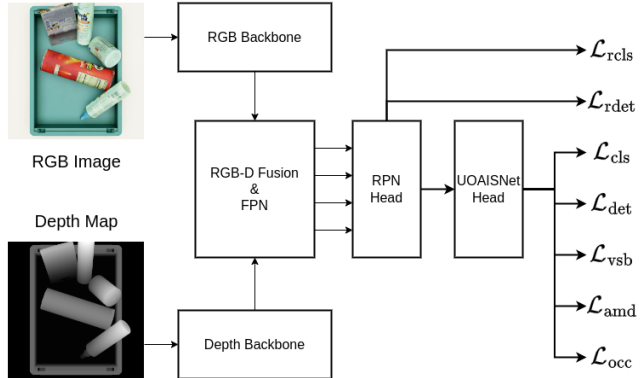 RGB Image
Depth Map
RGB Backbone
RGB-D Fusion
&
FPN
Depth Backbone
RPN
Head
UOAISNet
Head
ℒrcls
ℒrdet
ℒcls
ℒdet
ℒvsb
ℒamd
ℒocc